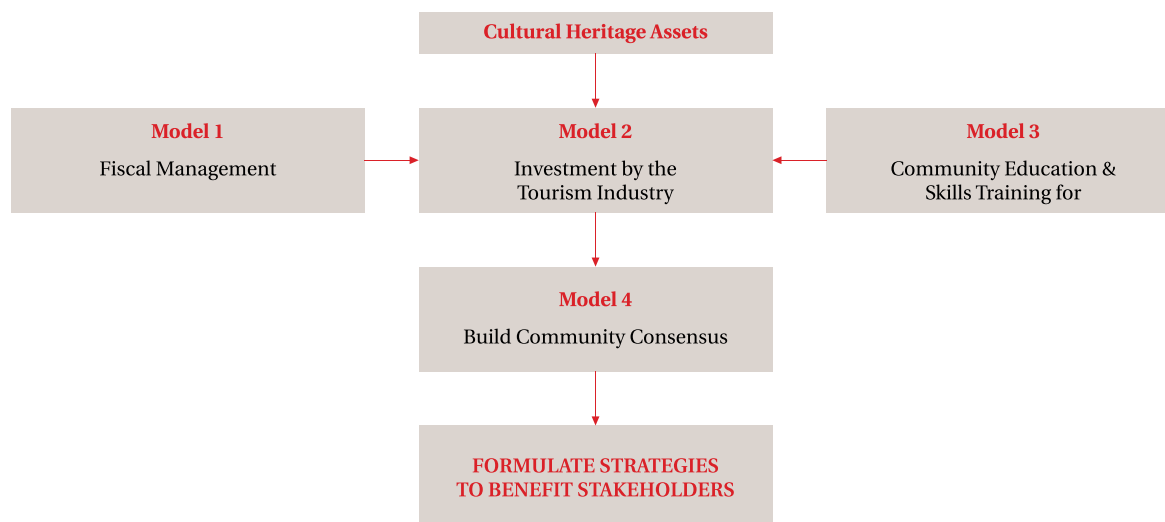 Cultural Heritage Assets
Model 1
Fiscal Management
Model 2
Investment by the
Tourism Industry
Model 3
Community Education &
Skills Training for
Model 4
Build Community Consensus
FORMULATE STRATEGIES
TO BENEFIT STAKEHOLDERS